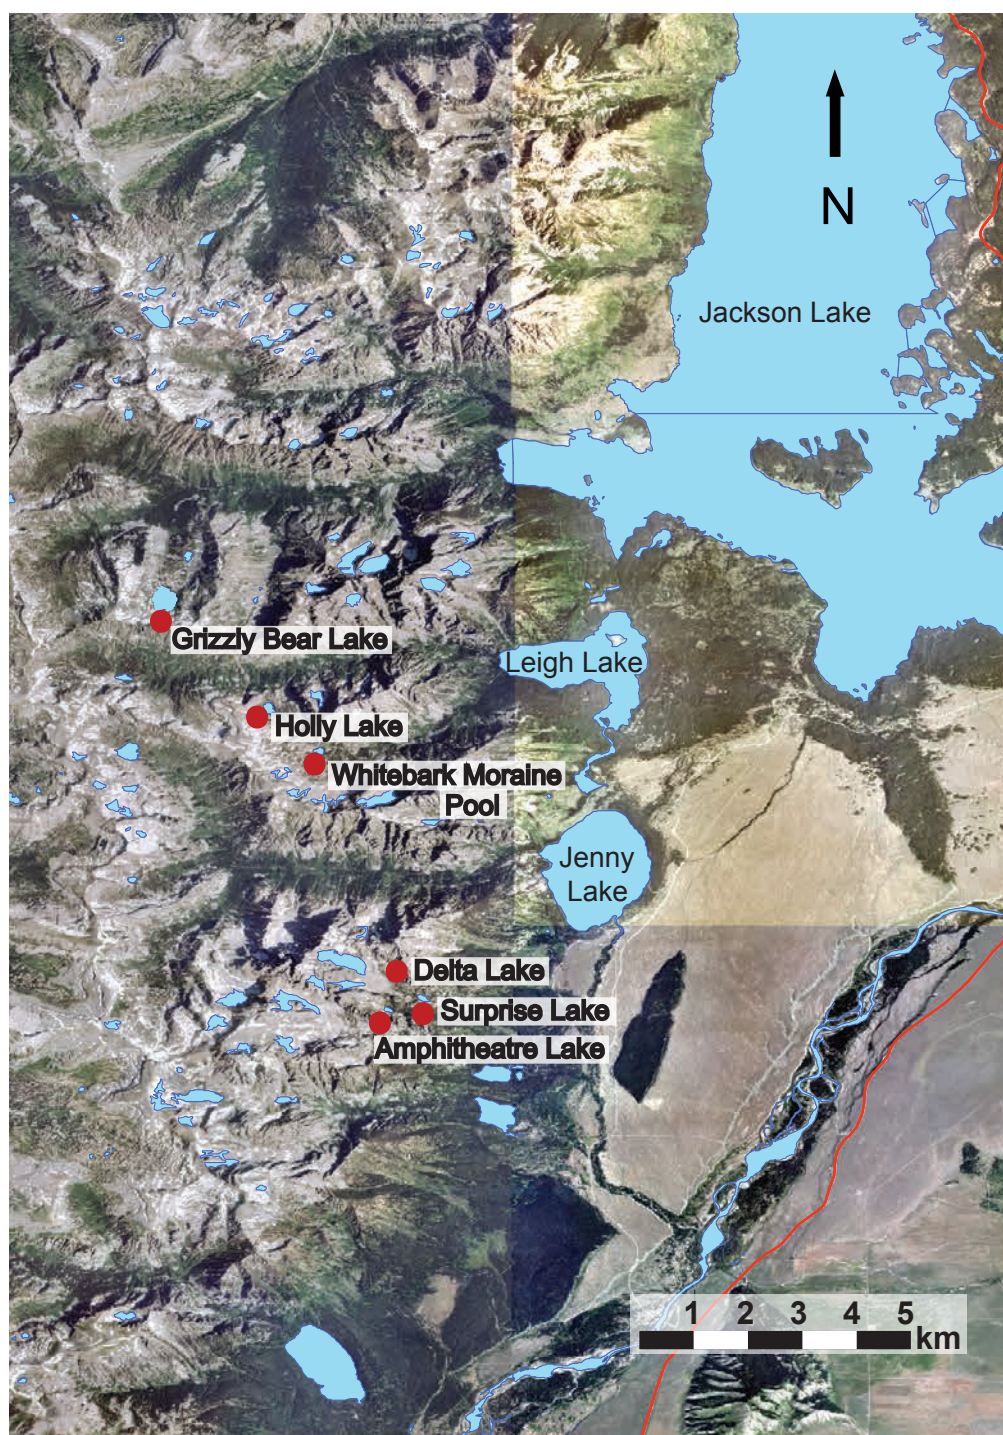 N
Jackson Lake
Grizzly Bear Lake
Leigh Lake
Holly Lake
Whitebark Moraine
Pool
Jenny
Lake
Delta Lake
Surprise Lake
Amphitheatre Lake
1 2 3 4 5
km